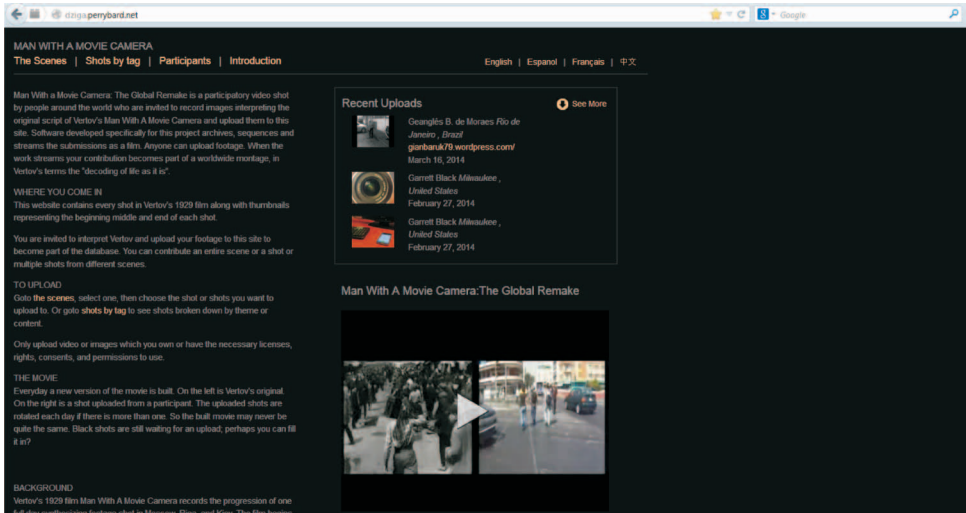 dziga.perrybard.net
Google
MAN WITH A MOVIE CAMERA
The Scenes | Shots by tag | Participants | Introduction
English | Espanol | Français | 中文
Man With a Movie Camera: The Global Remake is a participatory video shot
by people around the world who are invited to record images interpreting the
original script of Vertov's Man With A Movie Camera and upload them to this
site. Software developed specifically for this project archives, sequences and
streams the submissions as a film. Anyone can upload footage. When the
work streams your contribution becomes part of a worldwide montage, in
Vertov's terms the "decoding of life as it is".
WHERE YOU COME IN
This website contains every shot in Vertov's 1929 film along with thumbnails
representing the beginning middle and end of each shot.
You are invited to interpret Vertov and upload your footage to this site to
become part of the database. You can contribute an entire scene or a shot or
multiple shots from different scenes.
TO UPLOAD
Goto the scenes, select one, then choose the shot or shots you want to
upload to. Or goto shots by tag to see shots broken down by theme or
content.
Only upload video or images which you own or have the necessary licenses,
rights, consents, and permissions to use.
THE MOVIE
Everyday a new version of the movie is built. On the left is Vertov's original.
On the right is a shot uploaded from a participant. The uploaded shots are
rotated each day if there is more than one. So the built movie may never be
quite the same. Black shots are still waiting for an upload; perhaps you can fill
it in?
BACKGROUND
Vertov's 1929 film Man With A Movie Camera records the progression of one
full day synthesizing footage shot in Moscow, Riga, and Kiev. The film begins
Recent Uploads
See More
Geanglés B. de Moraes Rio de
Janeiro , Brazil
gianbaruk79.wordpress.com/
March 16, 2014
Garrett Black Milwaukee ,
United States
February 27, 2014
Garrett Black Milwaukee ,
United States
February 27, 2014
Man With A Movie Camera:The Global Remake